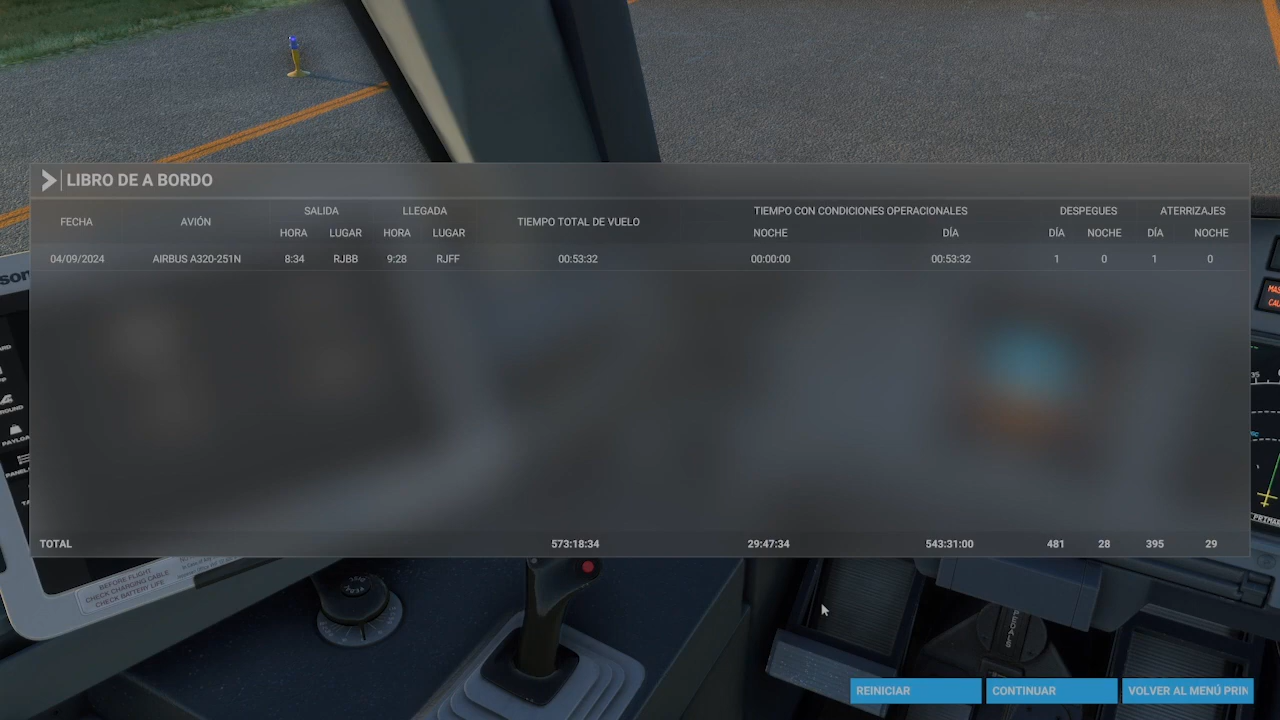 LIBRO DE A BORDO
FECHA AVIÓN SALIDA LLEGADA TIEMPO TOTAL DE VUELO TIEMPO CON CONDICIONES OPERACIONALES DESPEGUES ATERRIZAJES
HORA LUGAR HORA LUGAR NOCHE DÍA DÍA NOCHE DÍA NOCHE
04/09/2024 AIRBUS A320-251N 8:34 RJBB 9:28 RJFF 00:53:32 00:00:00 00:53:32 1 0 1 0
TOTAL 573:18:34 29:47:34 543:31:00 481 28 395 29
BEFORE FLIGHT
CHECK CHARGING CABLE
CHECK BATTERY LIFE
REINICIAR CONTINUAR VOLVER AL MENÚ PRIN